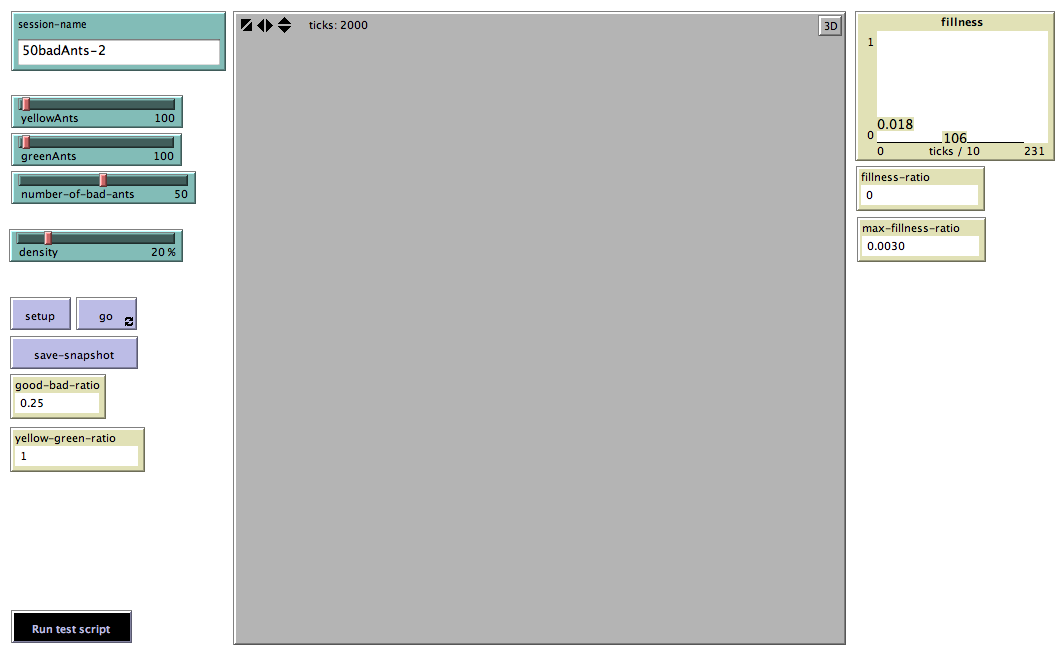 session-name
50badAnts-2
yellowAnts 100
greenAnts 100
number-of-bad-ants 50
density 20 %
setup go
save-snapshot
good-bad-ratio
0.25
yellow-green-ratio
1
Run test script
ticks: 2000
3D
fillness
1
0.018
0
106
0 ticks / 10 231
fillness-ratio
0
max-fillness-ratio
0.0030